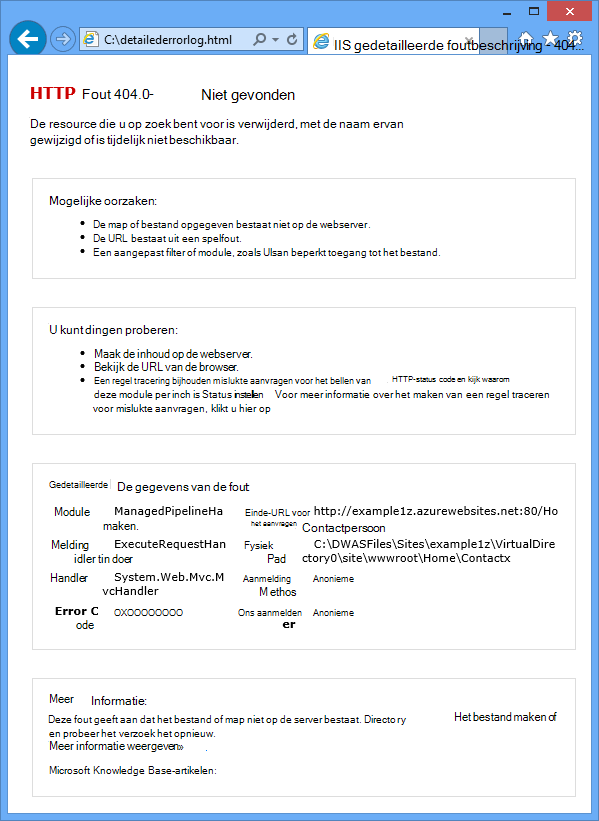 C:\detailederrorlog.html
IIS gedetailleerde foutbeschrijving - 404...
HTTP Fout 404.0- Niet gevonden
De resource die u op zoek bent voor is verwijderd, met de naam ervan
gewijzigd of is tijdelijk niet beschikbaar.
Mogelijke oorzaken:
De map of bestand opgegeven bestaat niet op de webserver.
De URL bestaat uit een spelfout.
Een aangepast filter of module, zoals Ulsan beperkt toegang tot het bestand.
U kunt dingen proberen:
Maak de inhoud op de webserver.
Bekijk de URL van de browser.
Een regel tracering bijhouden mislukte aanvragen voor het bellen van HTTP-status code en kijk waarom
deze module per inch is Status instellen Voor meer informatie over het maken van een regel traceren
voor mislukte aanvragen, klikt u hier op
Gedetailleerde De gegevens van de fout
Module ManagedPipelineHa Einde-URL voor http://example1z.azurewebsites.net:80/Ho
maken. het aanvragen Contactpersoon
Melding ExecuteRequestHan Fysiek C:\DWASFiles\Sites\example1z\VirtualDire
idler tin doer Pad ctory0\site\wwwroot\Home\Contactx
Handler System.Web.Mvc.M Aanmelding Anonieme
vcHandler Methos
Error C OXOOOOOOOO Ons aanmelden Anonieme
ode er
Meer Informatie:
Deze fout geeft aan dat het bestand of map niet op de server bestaat. Directory Het bestand maken of
en probeer het verzoek het opnieuw.
Meer informatie weergeven» .
Microsoft Knowledge Base-artikelen: